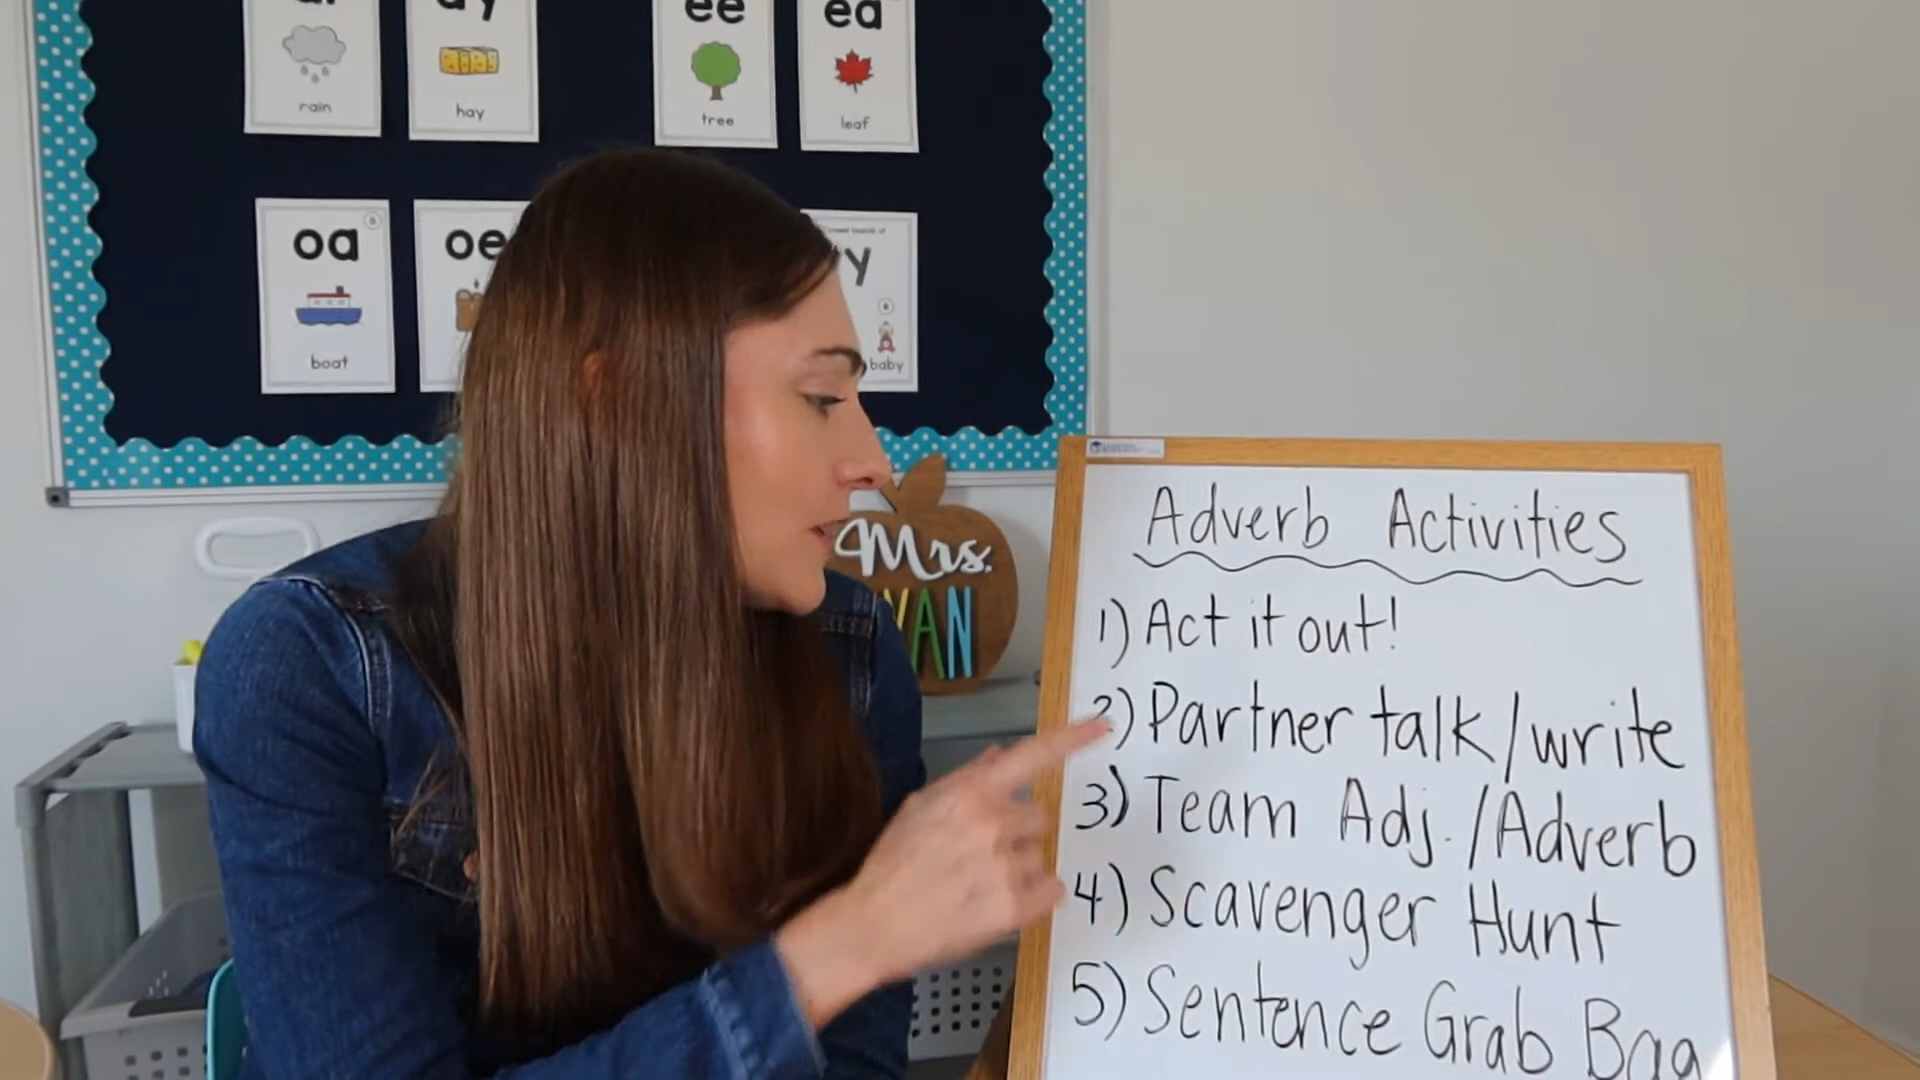 ee
ea
rain
hay
tree
leaf
oa
oe
y
boat
baby
Mrs.
Adverb Activities
1) Act it out!
2) Partner talk/write
3) Team Adj./Adverb
4) Scavenger Hunt
5) Sentence Grab Bag